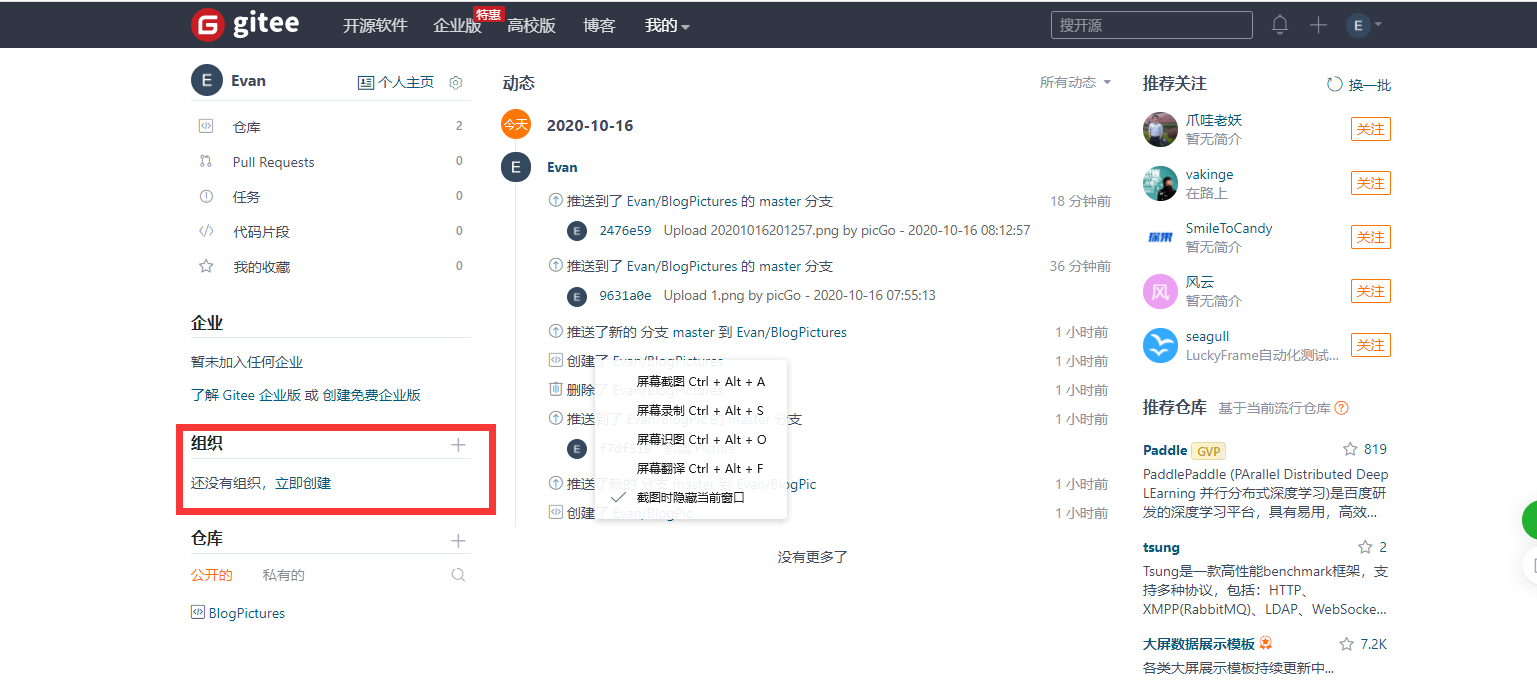 gitee 开源软件 企业版 特惠 高校版 博客 我的 搜开源 E
E Evan 个人主页
仓库 2
Pull Requests 0
任务 0
代码片段 0
我的收藏 0
企业
暂未加入任何企业
了解 Gitee 企业版 或 创建免费企业版
组织
还没有组织，立即创建
仓库
公开的 私有的
BlogPictures
动态 所有动态
今天 2020-10-16
E Evan
推送到了 Evan/BlogPictures 的 master 分支 18 分钟前
E 2476e59 Upload 20201016201257.png by picGo - 2020-10-16 08:12:57
推送到了 Evan/BlogPictures 的 master 分支 36 分钟前
E 9631a0e Upload 1.png by picGo - 2020-10-16 07:55:13
推送了新的 分支 master 到 Evan/BlogPictures 1 小时前
创建了 Evan/BlogPictures 1 小时前
删除了 Evan/BlogPictures 1 小时前
推送到了 Evan/BlogPic 的 master 分支 1 小时前
E
推送了新的 分支 master 到 Evan/BlogPic 1 小时前
创建了 Evan/BlogPic 1 小时前
没有更多了
屏幕截图 Ctrl + Alt + A
屏幕录制 Ctrl + Alt + S
屏幕识图 Ctrl + Alt + O
屏幕翻译 Ctrl + Alt + F
截图时隐藏当前窗口
推荐关注 换一批
爪哇老妖 关注
暂无简介
vakinge 关注
在路上
探果 SmileToCandy 关注
暂无简介
风 风云 关注
暂无简介
seagull 关注
LuckyFrame自动化测试...
推荐仓库 基于当前流行仓库
Paddle GVP 819
PaddlePaddle (PArallel Distributed Deep
LEarning 并行分布式深度学习)是百度研
发的深度学习平台，具有易用，高效...
tsung 2
Tsung是一款高性能benchmark框架，支
持多种协议，包括：HTTP、
XMPP(RabbitMQ)、LDAP、WebSocke...
大屏数据展示模板 7.2K
各类大屏展示模板持续更新中...